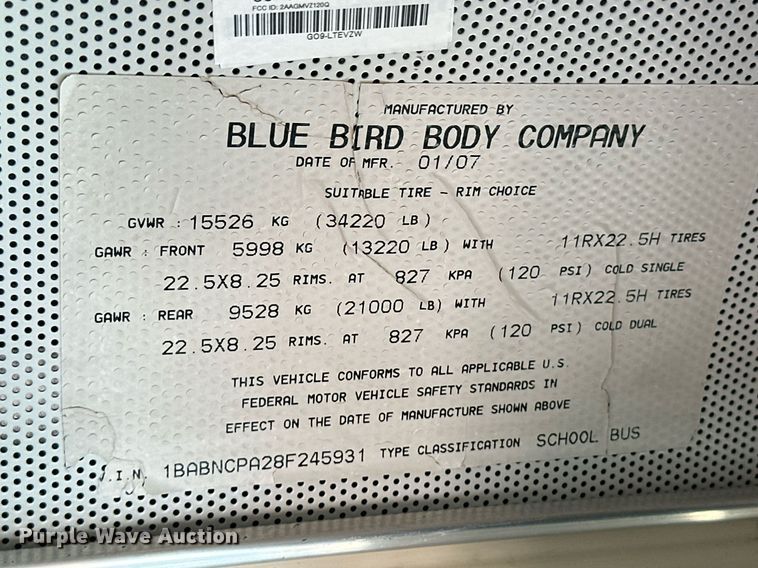 FCC ID: 2AAGMVZ120Q
GO9-LTEVZW
MANUFACTURED BY
BLUE BIRD BODY COMPANY
DATE OF MFR. 01/07
SUITABLE TIRE - RIM CHOICE
GVWR : 15526 KG (34220 LB)
GAWR : FRONT 5998 KG (13220 LB) WITH 11RX22.5H TIRES
22.5X8.25 RIMS. AT 827 KPA (120 PSI) COLD SINGLE
GAWR : REAR 9528 KG (21000 LB) WITH 11RX22.5H TIRES
22.5X8.25 RIMS. AT 827 KPA (120 PSI) COLD DUAL
THIS VEHICLE CONFORMS TO ALL APPLICABLE U.S.
FEDERAL MOTOR VEHICLE SAFETY STANDARDS IN
EFFECT ON THE DATE OF MANUFACTURE SHOWN ABOVE
V.I.N. 1BABNCPA28F245931 TYPE CLASSIFICATION SCHOOL BUS
Purple Wave Auction